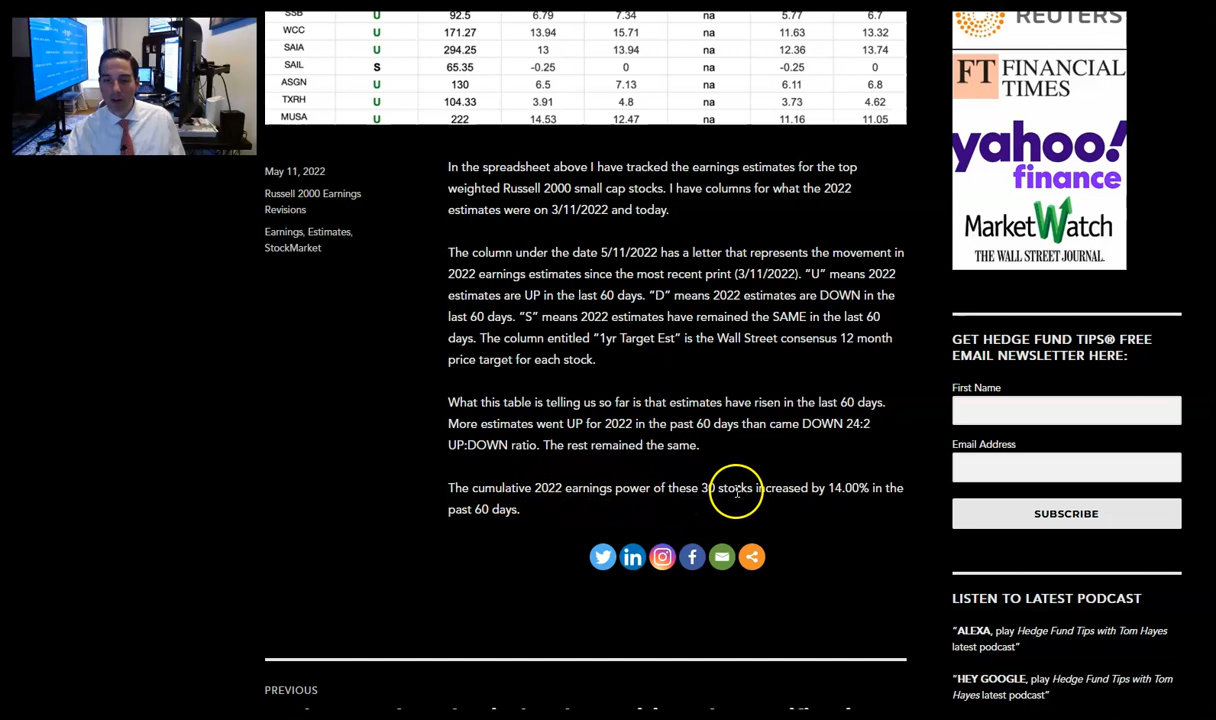 SSB U 92.5 6.79 7.34 na 5.77 6.7
WCC U 171.27 13.94 15.71 na 11.63 13.32
SAIA U 294.25 13 13.94 na 12.36 13.74
SAIL S 65.35 -0.25 0 na -0.25 0
ASGN U 130 6.5 7.13 na 6.11 6.8
TXRH U 104.33 3.91 4.8 na 3.73 4.62
MUSA U 222 14.53 12.47 na 11.16 11.05
May 11, 2022
Russell 2000 Earnings
Revisions
Earnings, Estimates,
StockMarket
In the spreadsheet above I have tracked the earnings estimates for the top
weighted Russell 2000 small cap stocks. I have columns for what the 2022
estimates were on 3/11/2022 and today.
The column under the date 5/11/2022 has a letter that represents the movement in
2022 earnings estimates since the most recent print (3/11/2022). “U” means 2022
estimates are UP in the last 60 days. “D” means 2022 estimates are DOWN in the
last 60 days. “S” means 2022 estimates have remained the SAME in the last 60
days. The column entitled “1yr Target Est” is the Wall Street consensus 12 month
price target for each stock.
What this table is telling us so far is that estimates have risen in the last 60 days.
More estimates went UP for 2022 in the past 60 days than came DOWN 24:2
UP:DOWN ratio. The rest remained the same.
The cumulative 2022 earnings power of these 30 stocks increased by 14.00% in the
past 60 days.
PREVIOUS
REUTERS
FT FINANCIAL
TIMES
yahoo!
finance
MarketWatch
THE WALL STREET JOURNAL.
GET HEDGE FUND TIPS® FREE
EMAIL NEWSLETTER HERE:
First Name
Email Address
SUBSCRIBE
LISTEN TO LATEST PODCAST
“ALEXA, play Hedge Fund Tips with Tom Hayes
latest podcast”
“HEY GOOGLE, play Hedge Fund Tips with Tom
Hayes latest podcast”